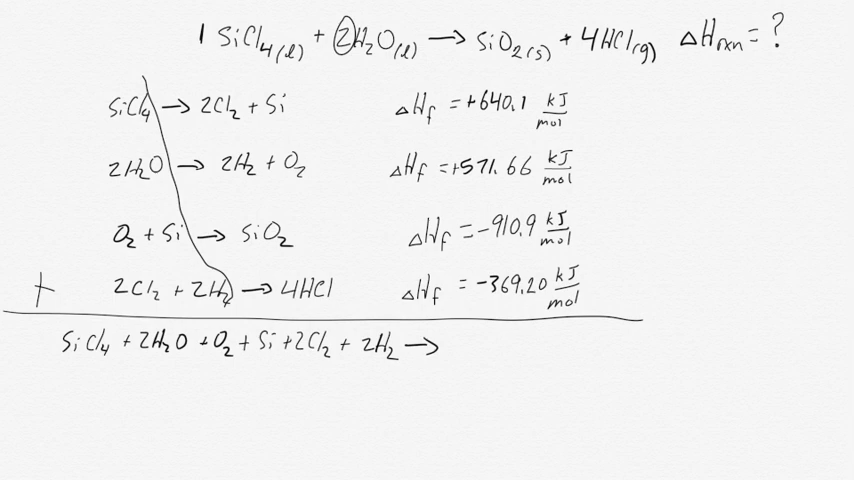 1 SiCl4(l) + 2H2O(l) → SiO2(s) + 4HCl(g) ΔHrxn = ?
SiCl4 → 2Cl2 + Si ΔHf = +640.1 kJ/mol
2H2O → 2H2 + O2 ΔHf = +571.66 kJ/mol
O2 + Si → SiO2 ΔHf = -910.9 kJ/mol
+ 2Cl2 + 2H2 → 4HCl ΔHf = -369.20 kJ/mol
SiCl4 + 2H2O + O2 + Si + 2Cl2 + 2H2 →